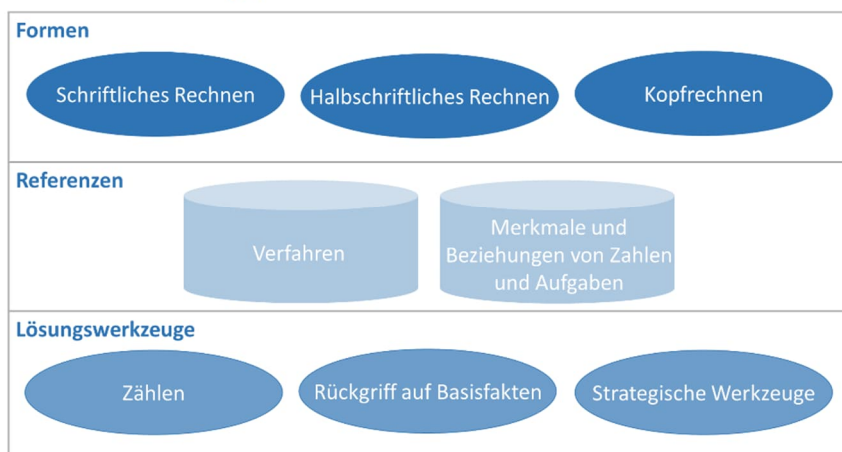 Formen
Schriftliches Rechnen
Halbschriftliches Rechnen
Kopfrechnen
Referenzen
Verfahren
Merkmale und
Beziehungen von Zahlen
und Aufgaben
Lösungswerkzeuge
Zählen
Rückgriff auf Basisfakten
Strategische Werkzeuge